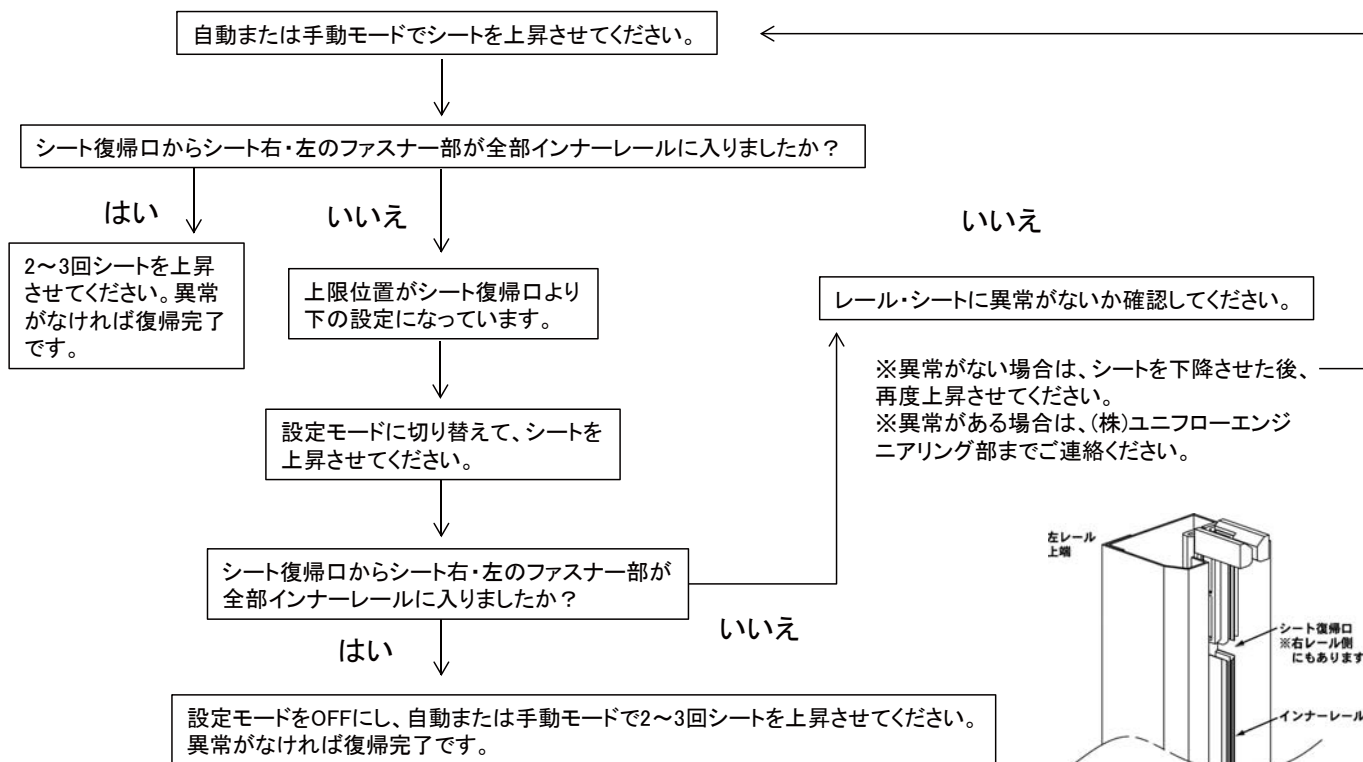 自動または手動モードでシートを上昇させてください。
シート復帰口からシート右・左のファスナー部が全部インナーレールに入りましたか？
はい
いいえ
いいえ
2～3回シートを上昇
させてください。異常
がなければ復帰完了
です。
上限位置がシート復帰口より
下の設定になっています。
レール・シートに異常がないか確認してください。
※異常がない場合は、シートを下降させた後、
再度上昇させてください。
※異常がある場合は、(株)ユニフローエンジ
ニアリング部までご連絡ください。
設定モードに切り替えて、シートを
上昇させてください。
シート復帰口からシート右・左のファスナー部が
全部インナーレールに入りましたか？
いいえ
はい
設定モードをOFFにし、自動または手動モードで2～3回シートを上昇させてください。
異常がなければ復帰完了です。
左レール
上端
シート復帰口
※右レール側
にもあります
インナーレール